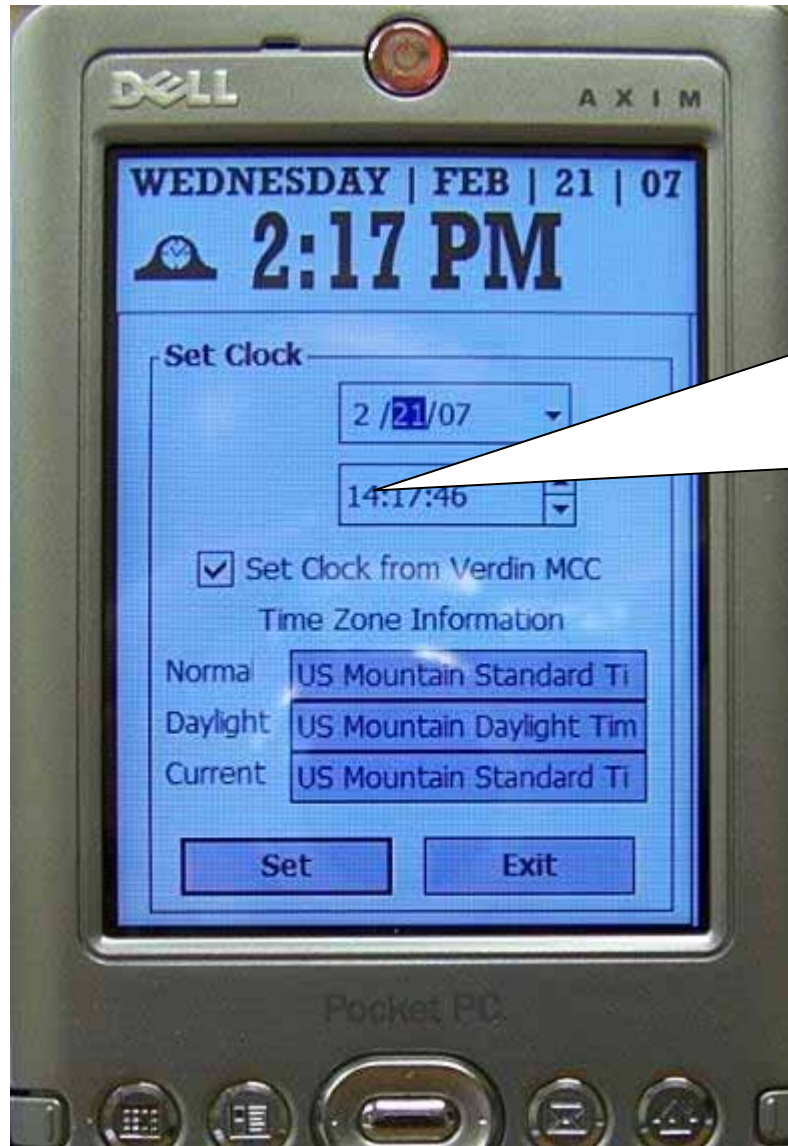 DELL
AXIM
WEDNESDAY | FEB | 21 | 07
2:17 PM
Set Clock
2 /21/07
14:17:46
Set Clock from Verdin MCC
Time Zone Information
Normal US Mountain Standard Ti
Daylight US Mountain Daylight Tim
Current US Mountain Standard Ti
Set Exit
Pocket PC